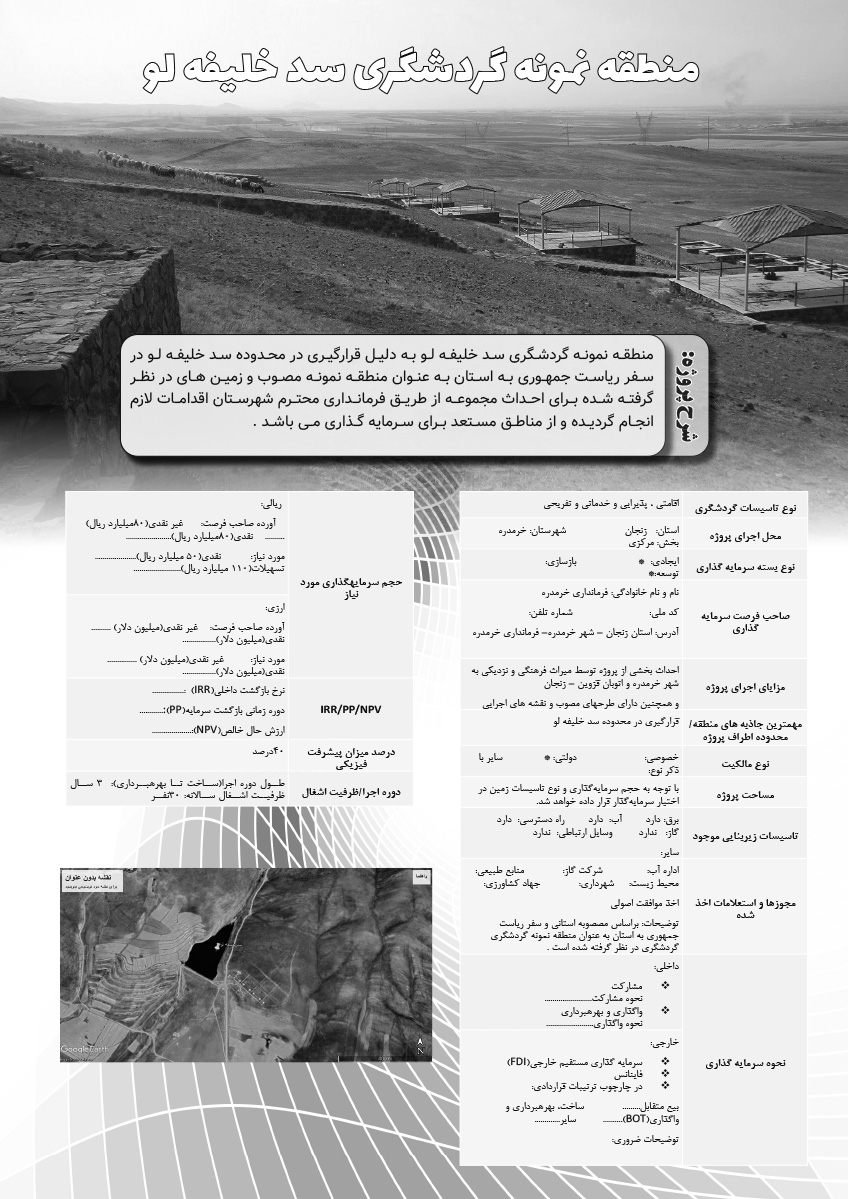 منطقه نمونه گردشگری سد خلیفه لو
شرح پروژه:
منطقه نمونه گردشگری سد خلیفه لو به دلیل قرارگیری در محدوده سد خلیفه لو در
سفر ریاست جمهوری به استان به عنوان منطقه نمونه مصوب و زمین های در نظر
گرفته شده برای احداث مجموعه از طریق فرمانداری محترم شهرستان اقدامات لازم
انجام گردیده و از مناطق مستعد برای سرمایه گذاری می باشد .
نوع تاسیسات گردشگری
اقامتی ، پذیرایی و خدماتی و تفریحی
محل اجرای پروژه
استان: زنجان شهرستان: خرمدره
بخش: مرکزی
نوع بسته سرمایه گذاری
ایجادی: * بازسازی:
توسعه:*
صاحب فرصت سرمایه
گذاری
نام و نام خانوادگی: فرمانداری خرمدره
کد ملی: شماره تلفن:
آدرس: استان زنجان – شهر خرمدره– فرمانداری خرمدره
مزایای اجرای پروژه
احداث بخشی از پروژه توسط میراث فرهنگی و نزدیکی به
شهر خرمدره و اتوبان قزوین – زنجان
و همچنین دارای طرحهای مصوب و نقشه های اجرایی
مهمترین جاذبه های منطقه/
محدوده اطراف پروژه
قرارگیری در محدوده سد خلیفه لو
نوع مالکیت
خصوصی: دولتی: * سایر با
ذکر نوع:
مساحت پروژه
با توجه به حجم سرمایه‌گذاری و نوع تاسیسات زمین در
اختیار سرمایه‌گذار قرار داده خواهد شد.
تاسیسات زیربنایی موجود
برق: دارد آب: دارد راه دسترسی: دارد
گاز: ندارد وسایل ارتباطی: ندارد
سایر:
مجوزها و استعلامات اخذ
شده
اداره آب: شرکت گاز: منابع طبیعی:
محیط زیست: شهرداری: جهاد کشاورزی:
اخذ موافقت اصولی
توضیحات: براساس مصصوبه استانی و سفر ریاست
جمهوری به استان به عنوان منطقه نمونه گردشگری
گردشگری در نظر گرفته شده است .
نحوه سرمایه گذاری
داخلی:
❖ مشارکت
نحوه مشارکت.......................
❖ واگذاری و بهرهبرداری
نحوه واگذاری.......................
خارجی:
❖ سرمایه گذاری مستقیم خارجی(FDI)
❖ فاینانس
❖ در چارچوب ترتیبات قراردادی:
بیع متقابل......... ساخت، بهرهبرداری و
واگذاری(BOT)......... سایر............
توضیحات ضروری:
حجم سرمایهگذاری مورد
نیاز
ریالی:
آورده صاحب فرصت: غیر نقدی(۸۰میلیارد ریال)
......... نقدی(۸۰میلیارد ریال)......................
مورد نیاز: نقدی(۵۰ میلیارد ریال)....................
تسهیلات(۱۱۰ میلیارد ریال).......................
ارزی:
آورده صاحب فرصت: غیر نقدی(میلیون دلار) .........
نقدی(میلیون دلار)................
مورد نیاز: غیر نقدی(میلیون دلار) ..............
نقدی(میلیون دلار)................
IRR/PP/NPV
نرخ بازگشت داخلی(IRR) :...............
دوره زمانی بازگشت سرمایه(PP):............
ارزش حال خالص(NPV):...................
درصد میزان پیشرفت
فیزیکی
۴۰درصد
دوره اجرا/ظرفیت اشغال
طول دوره اجرا(ساخت تا بهرهبرداری): ۳ سال
ظرفیت اشغال سالانه: ۳۰نفر
نقشه بدون عنوان
راهنما
Google Earth
N